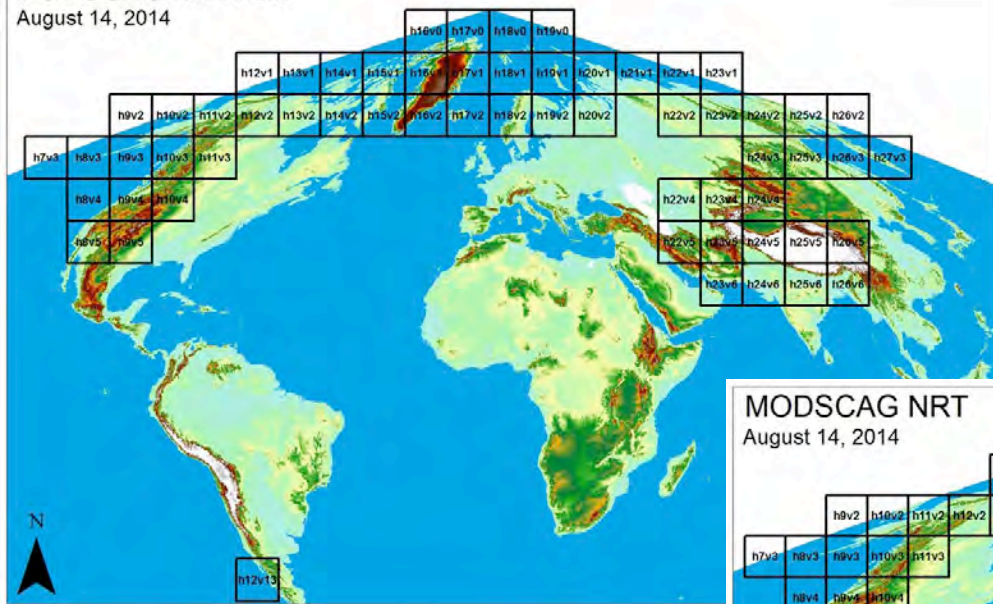 August 14, 2014
h16v0 h17v0 h18v0 h19v0
h12v1 h13v1 h14v1 h15v1 h16v1 h17v1 h18v1 h19v1 h20v1 h21v1 h22v1 h23v1
h9v2 h10v2 h11v2 h12v2 h13v2 h14v2 h15v2 h16v2 h17v2 h18v2 h19v2 h20v2 h22v2 h23v2 h24v2 h25v2 h26v2
h7v3 h8v3 h9v3 h10v3 h11v3 h24v3 h25v3 h26v3 h27v3
h8v4 h9v4 h10v4 h22v4 h23v4 h24v4
h8v5 h9v5 h22v5 h23v5 h24v5 h25v5 h26v5
h23v6 h24v6 h25v6 h26v6
h12v13
N
MODSCAG NRT
August 14, 2014
h9v2 h10v2 h11v2 h12v2
h7v3 h8v3 h9v3 h10v3 h11v3
h8v4 h9v4 h10v4